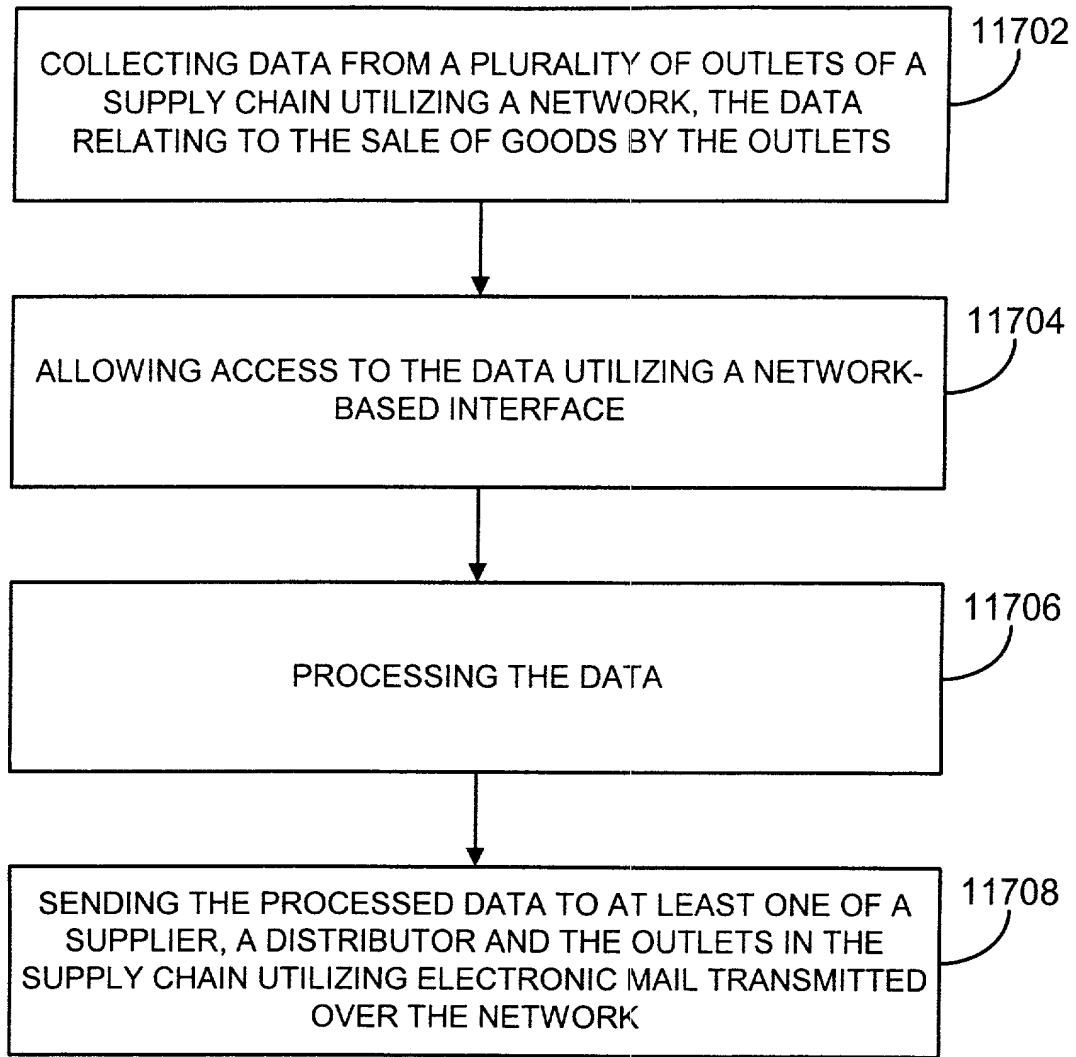 11702
COLLECTING DATA FROM A PLURALITY OF OUTLETS OF A
SUPPLY CHAIN UTILIZING A NETWORK, THE DATA
RELATING TO THE SALE OF GOODS BY THE OUTLETS
11704
ALLOWING ACCESS TO THE DATA UTILIZING A NETWORK-
BASED INTERFACE
11706
PROCESSING THE DATA
11708
SENDING THE PROCESSED DATA TO AT LEAST ONE OF A
SUPPLIER, A DISTRIBUTOR AND THE OUTLETS IN THE
SUPPLY CHAIN UTILIZING ELECTRONIC MAIL TRANSMITTED
OVER THE NETWORK